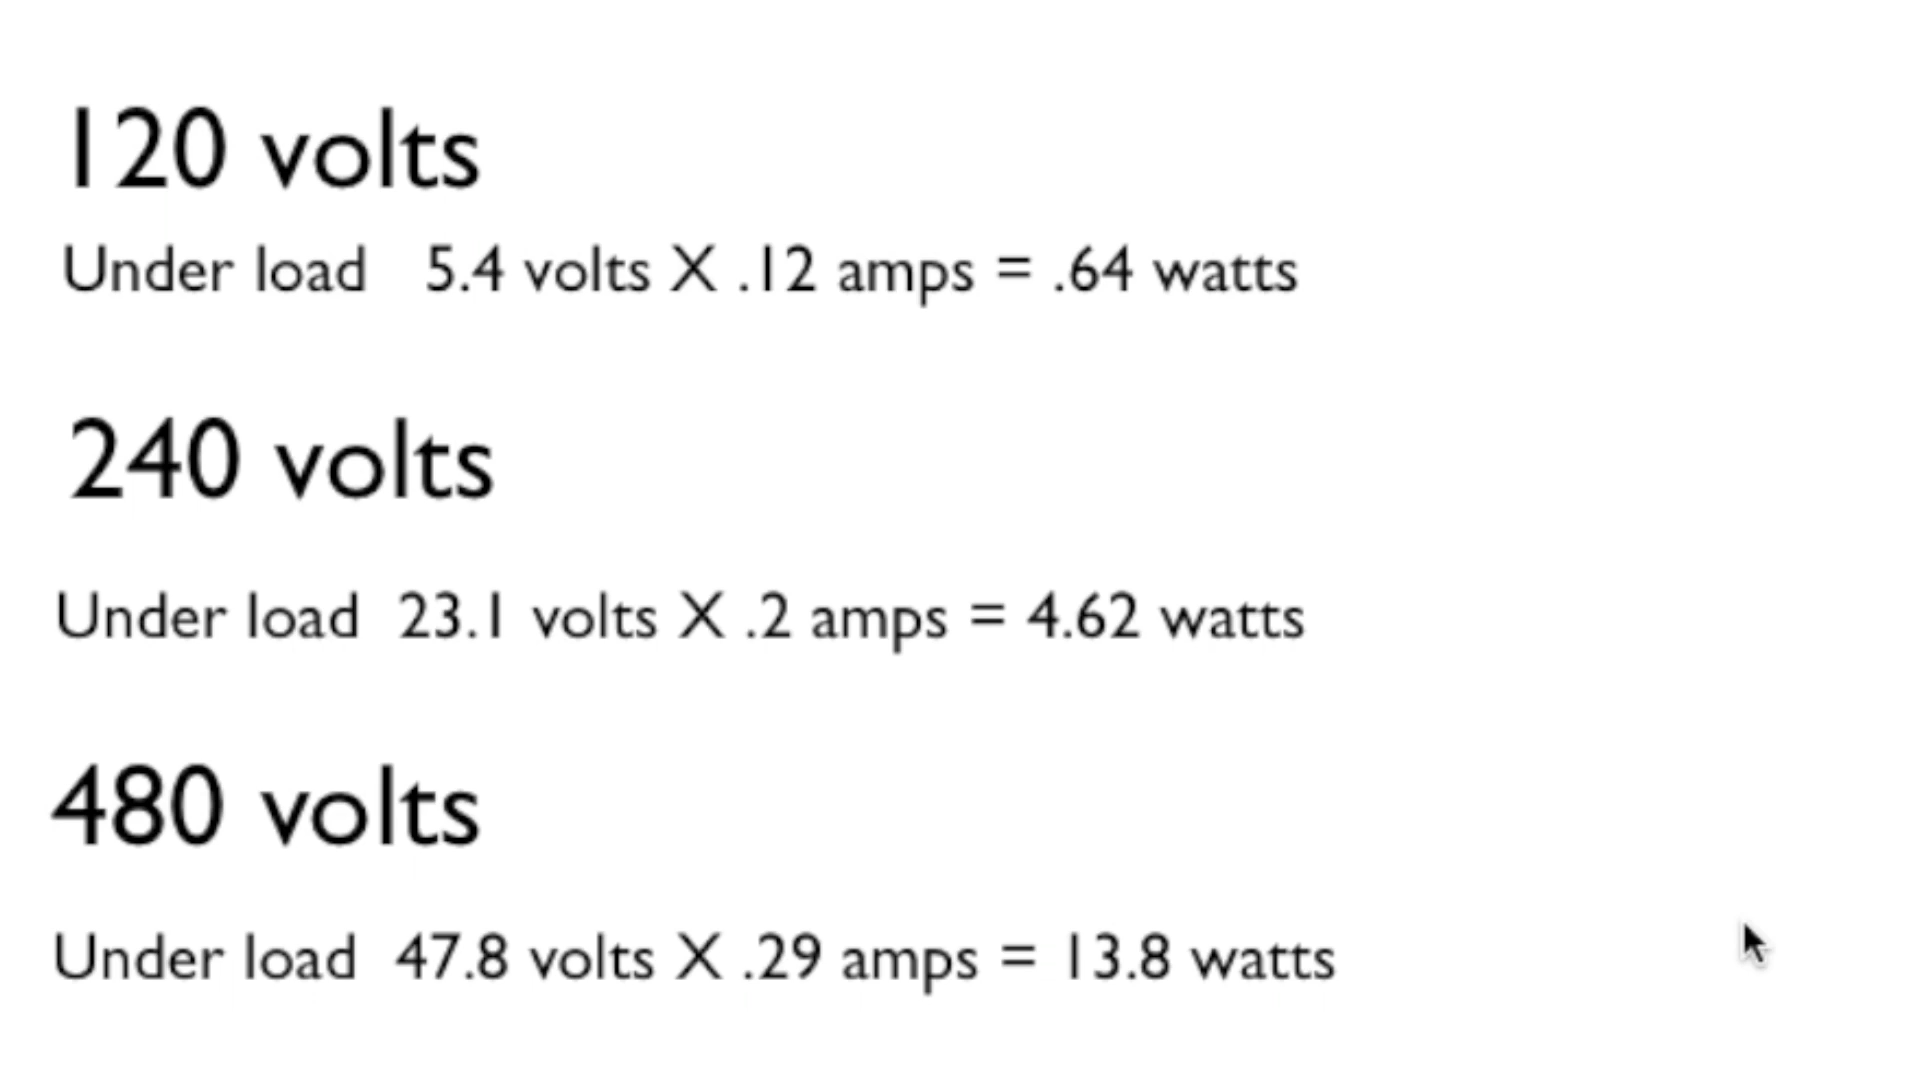 120 volts
Under load 5.4 volts X .12 amps = .64 watts
240 volts
Under load 23.1 volts X .2 amps = 4.62 watts
480 volts
Under load 47.8 volts X .29 amps = 13.8 watts